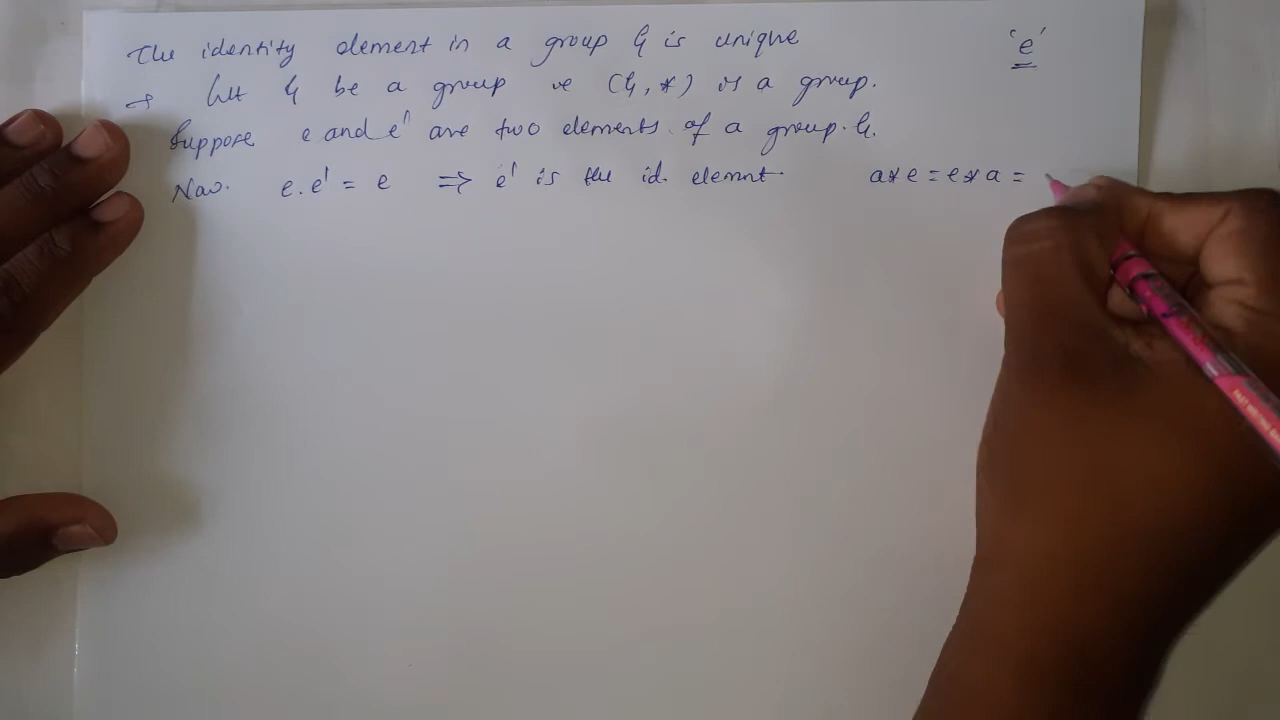 The identity element in a group G is unique 'e'
→ Let G be a group ie (G, *) is a group.
Suppose e and e' are two elements of a group G.
Now. e.e' = e ⇒ e' is the id. element. a*e = e*a =